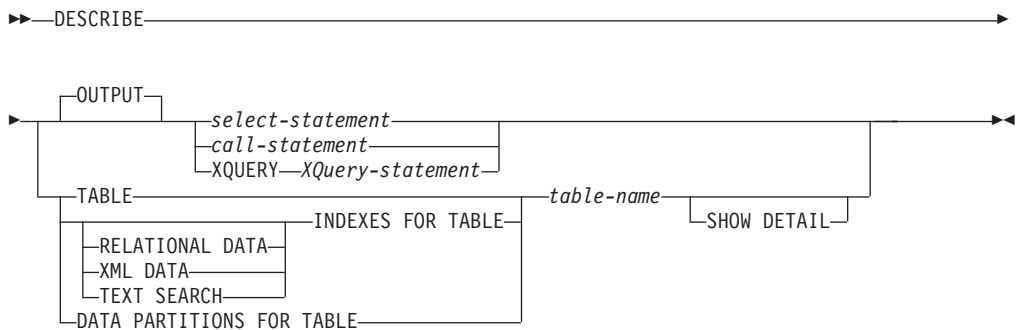 DESCRIBE
OUTPUT
select-statement
call-statement
XQUERY XQuery-statement
TABLE table-name
INDEXES FOR TABLE SHOW DETAIL
RELATIONAL DATA
XML DATA
TEXT SEARCH
DATA PARTITIONS FOR TABLE